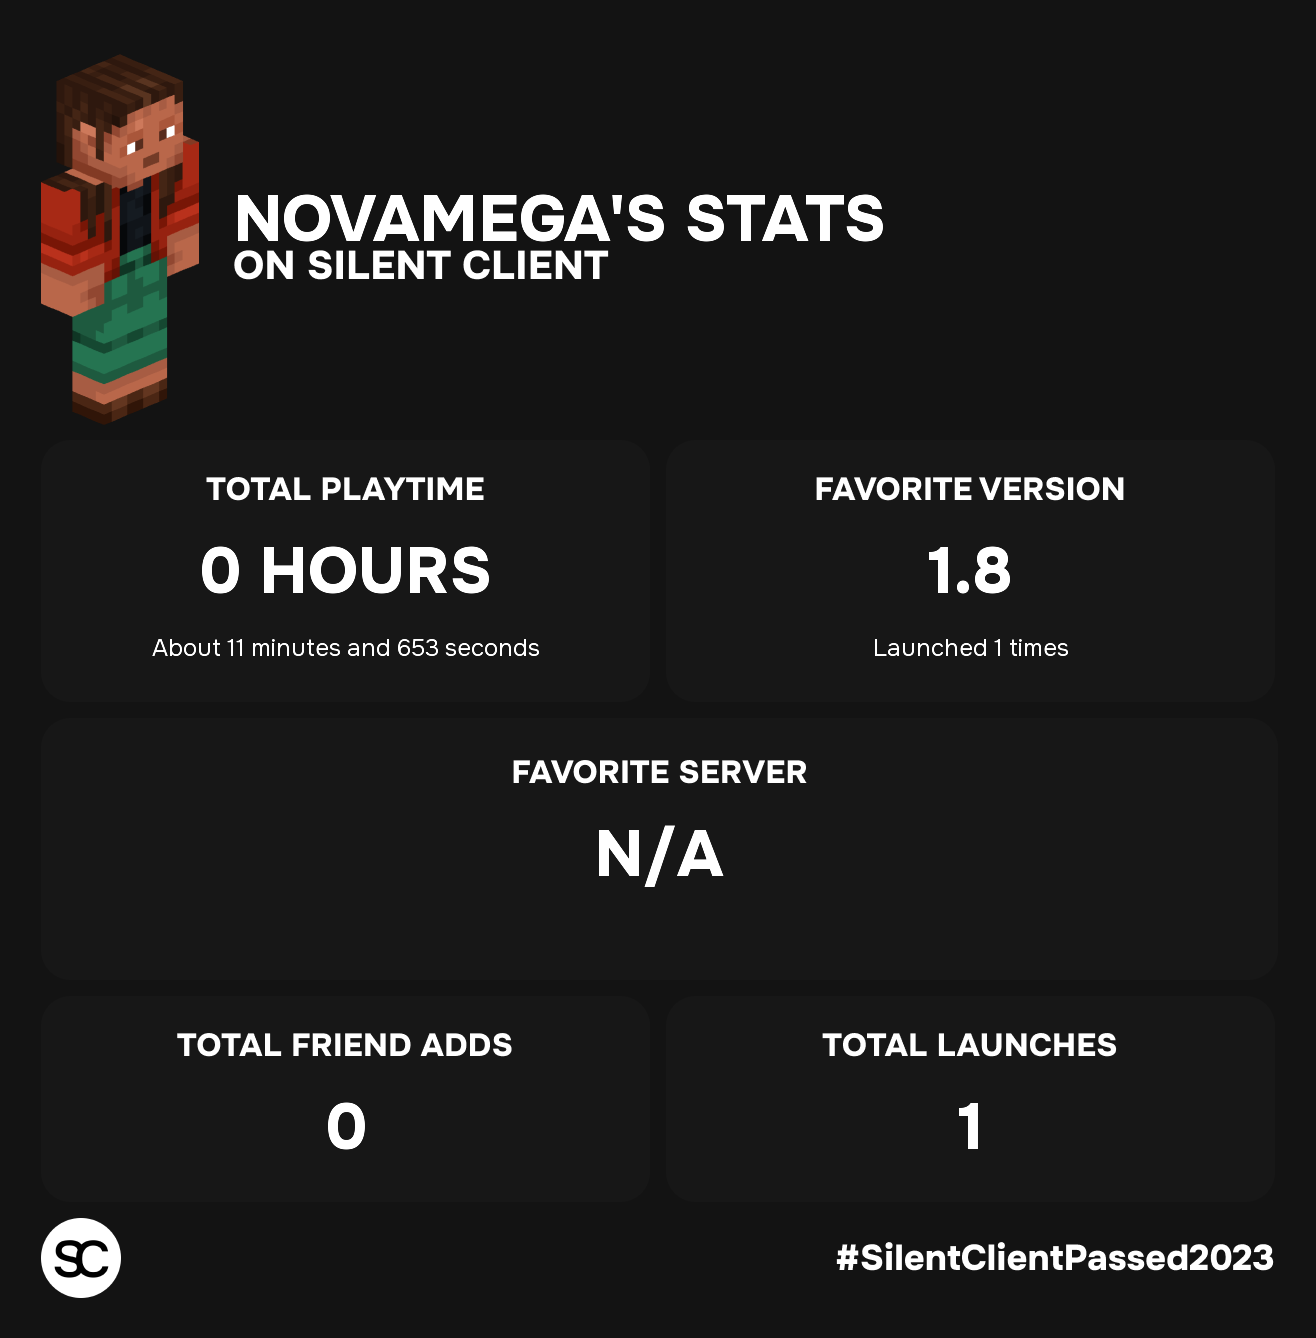 NOVAMEGA'S STATS
ON SILENT CLIENT
TOTAL PLAYTIME
0 HOURS
About 11 minutes and 653 seconds
FAVORITE VERSION
1.8
Launched 1 times
FAVORITE SERVER
N/A
TOTAL FRIEND ADDS
0
TOTAL LAUNCHES
1
SC
#SilentClientPassed2023